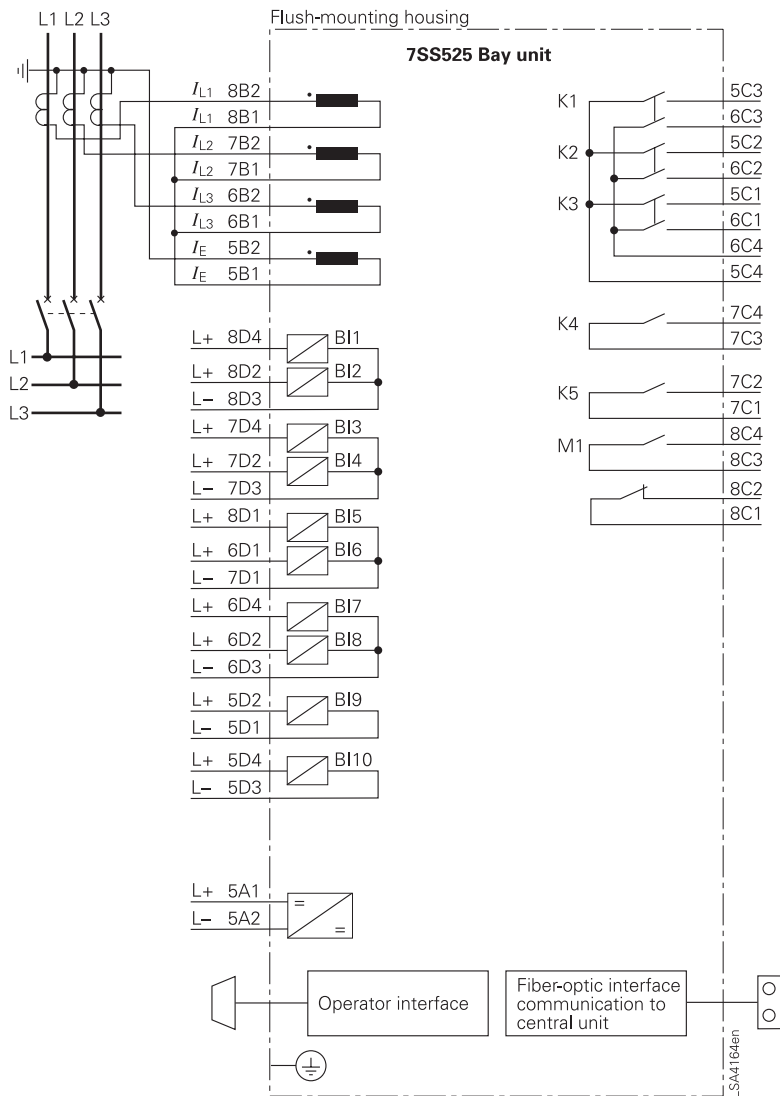 Flush-mounting housing
L1 L2 L3
7SS525 Bay unit
IL1 8B2
IL1 8B1
IL2 7B2
IL2 7B1
IL3 6B2
IL3 6B1
IE 5B2
IE 5B1
K1
K2
K3
5C3
6C3
5C2
6C2
5C1
6C1
6C4
5C4
K4
7C4
7C3
K5
7C2
7C1
M1
8C4
8C3
8C2
8C1
L1
L2
L3
L+ 8D4 BI1
L+ 8D2 BI2
L– 8D3
L+ 7D4 BI3
L+ 7D2 BI4
L– 7D3
L+ 8D1 BI5
L+ 6D1 BI6
L– 7D1
L+ 6D4 BI7
L+ 6D2 BI8
L– 6D3
L+ 5D2 BI9
L– 5D1
L+ 5D4 BI10
L– 5D3
L+ 5A1
L– 5A2
=
=
Operator interface
Fiber-optic interface
communication to
central unit
LSA4164en